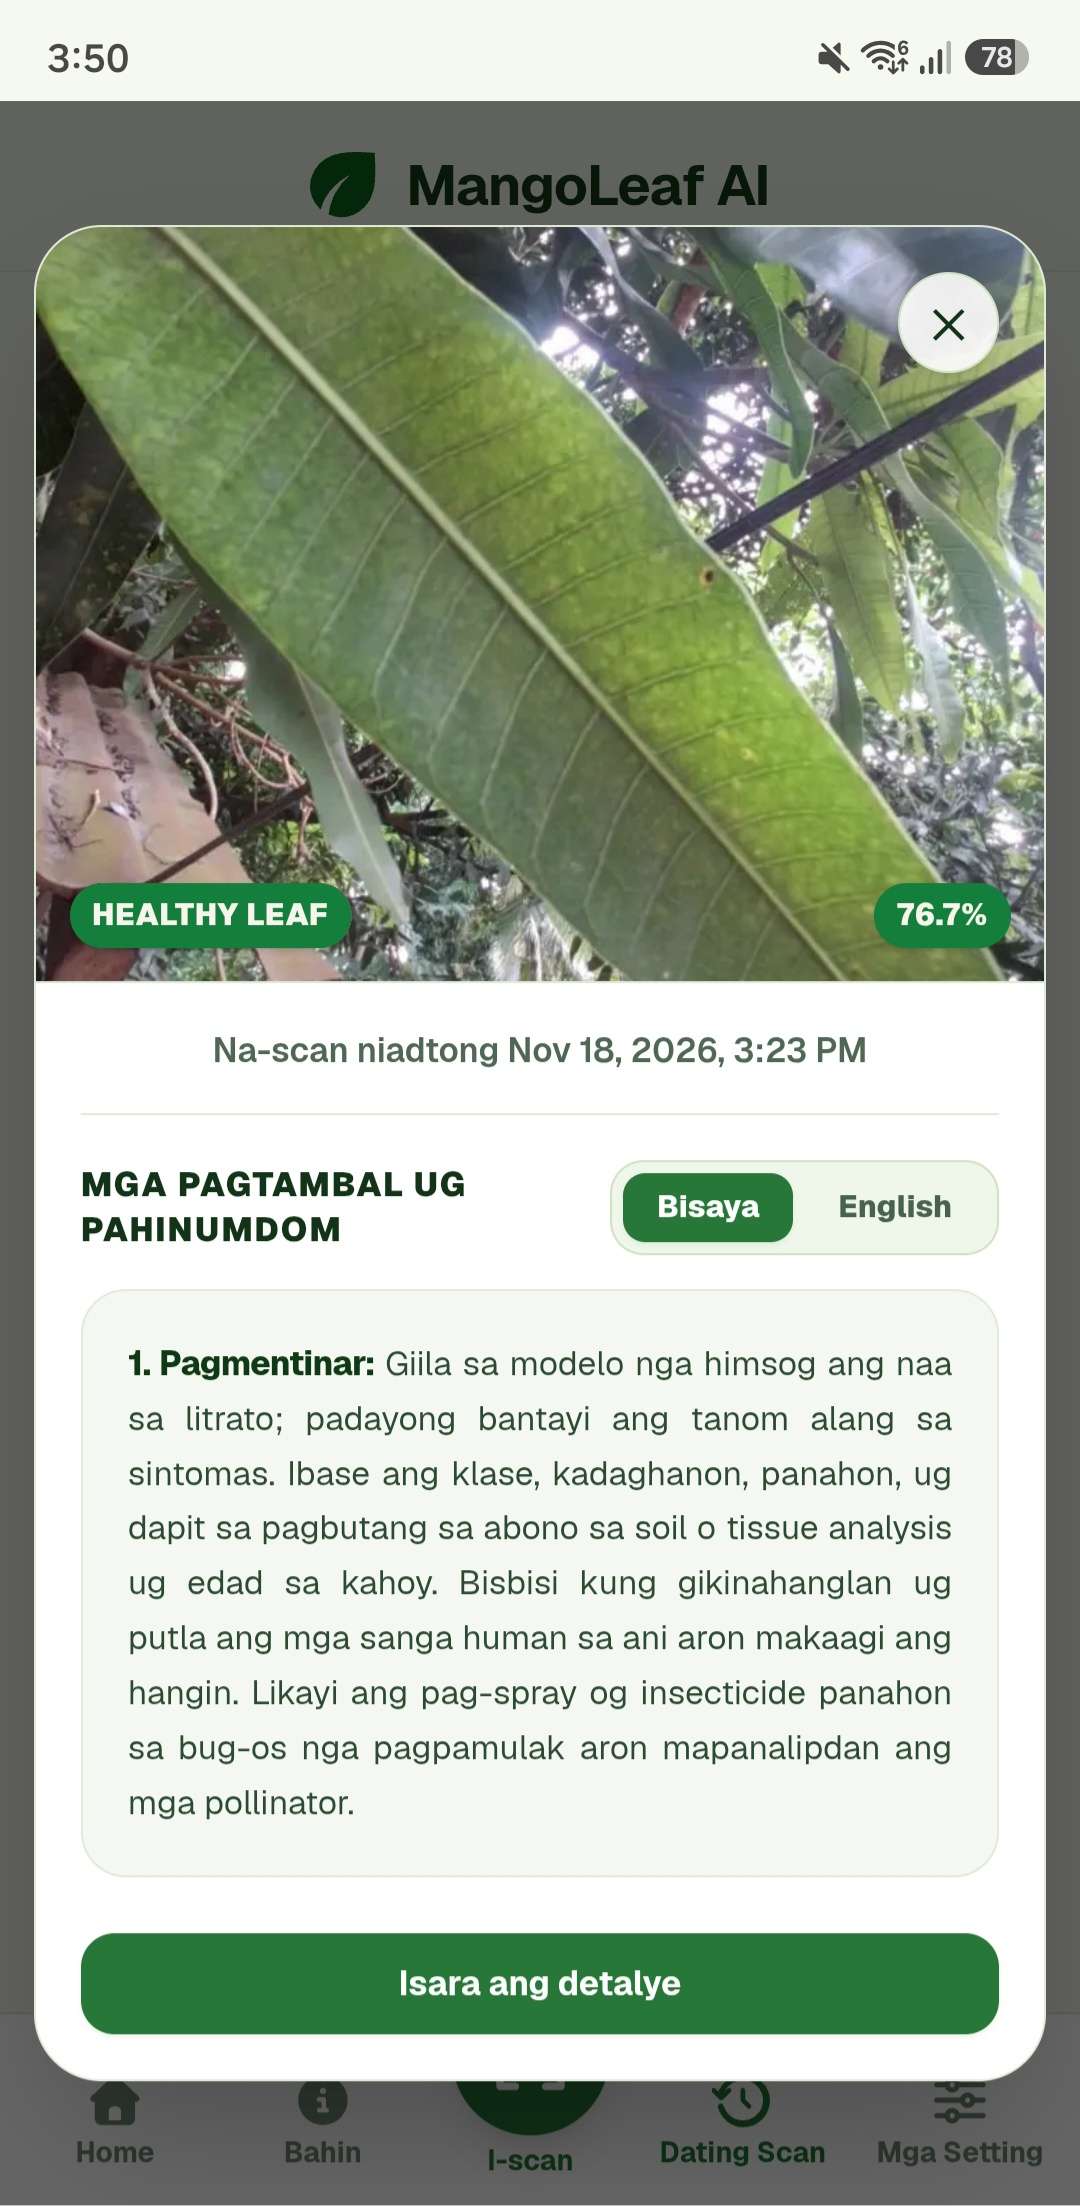 3:50
6
78
MangoLeaf AI
HEALTHY LEAF
76.7%
Na-scan niadtong Nov 18, 2026, 3:23 PM
MGA PAGTAMBAL UG
PAHINUMDOM
Bisaya
English
1. Pagmentinar: Giila sa modelo nga himsog ang naa
sa litrato; padayong bantayi ang tanom alang sa
sintomas. Ibase ang klase, kadaghanon, panahon, ug
dapit sa pagbutang sa abono sa soil o tissue analysis
ug edad sa kahoy. Bisbisi kung gikinahanglan ug
putla ang mga sanga human sa ani aron makaagi ang
hangin. Likayi ang pag-spray og insecticide panahon
sa bug-os nga pagpamulak aron mapanalipdan ang
mga pollinator.
Isara ang detalye
Home
Bahin
I-scan
Dating Scan
Mga Setting